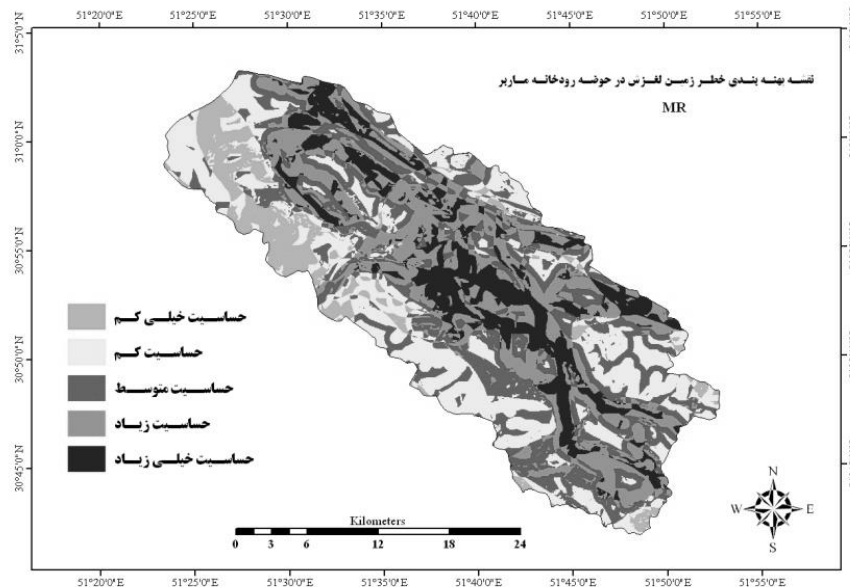 51°20'0"E 51°25'0"E 51°30'0"E 51°35'0"E 51°40'0"E 51°45'0"E 51°50'0"E 51°55'0"E
نقشه پهنه بندی خطر زمین لغزش در حوضه رودخانه ماربر
MR
31°5'0"N
31°0'0"N
30°55'0"N
30°50'0"N
30°45'0"N
حساسیت خیلی کم
حساسیت کم
حساسیت متوسط
حساسیت زیاد
حساسیت خیلی زیاد
Kilometers
0 3 6 12 18 24
N
W E
S
51°20'0"E 51°25'0"E 51°30'0"E 51°35'0"E 51°40'0"E 51°45'0"E 51°50'0"E 51°55'0"E